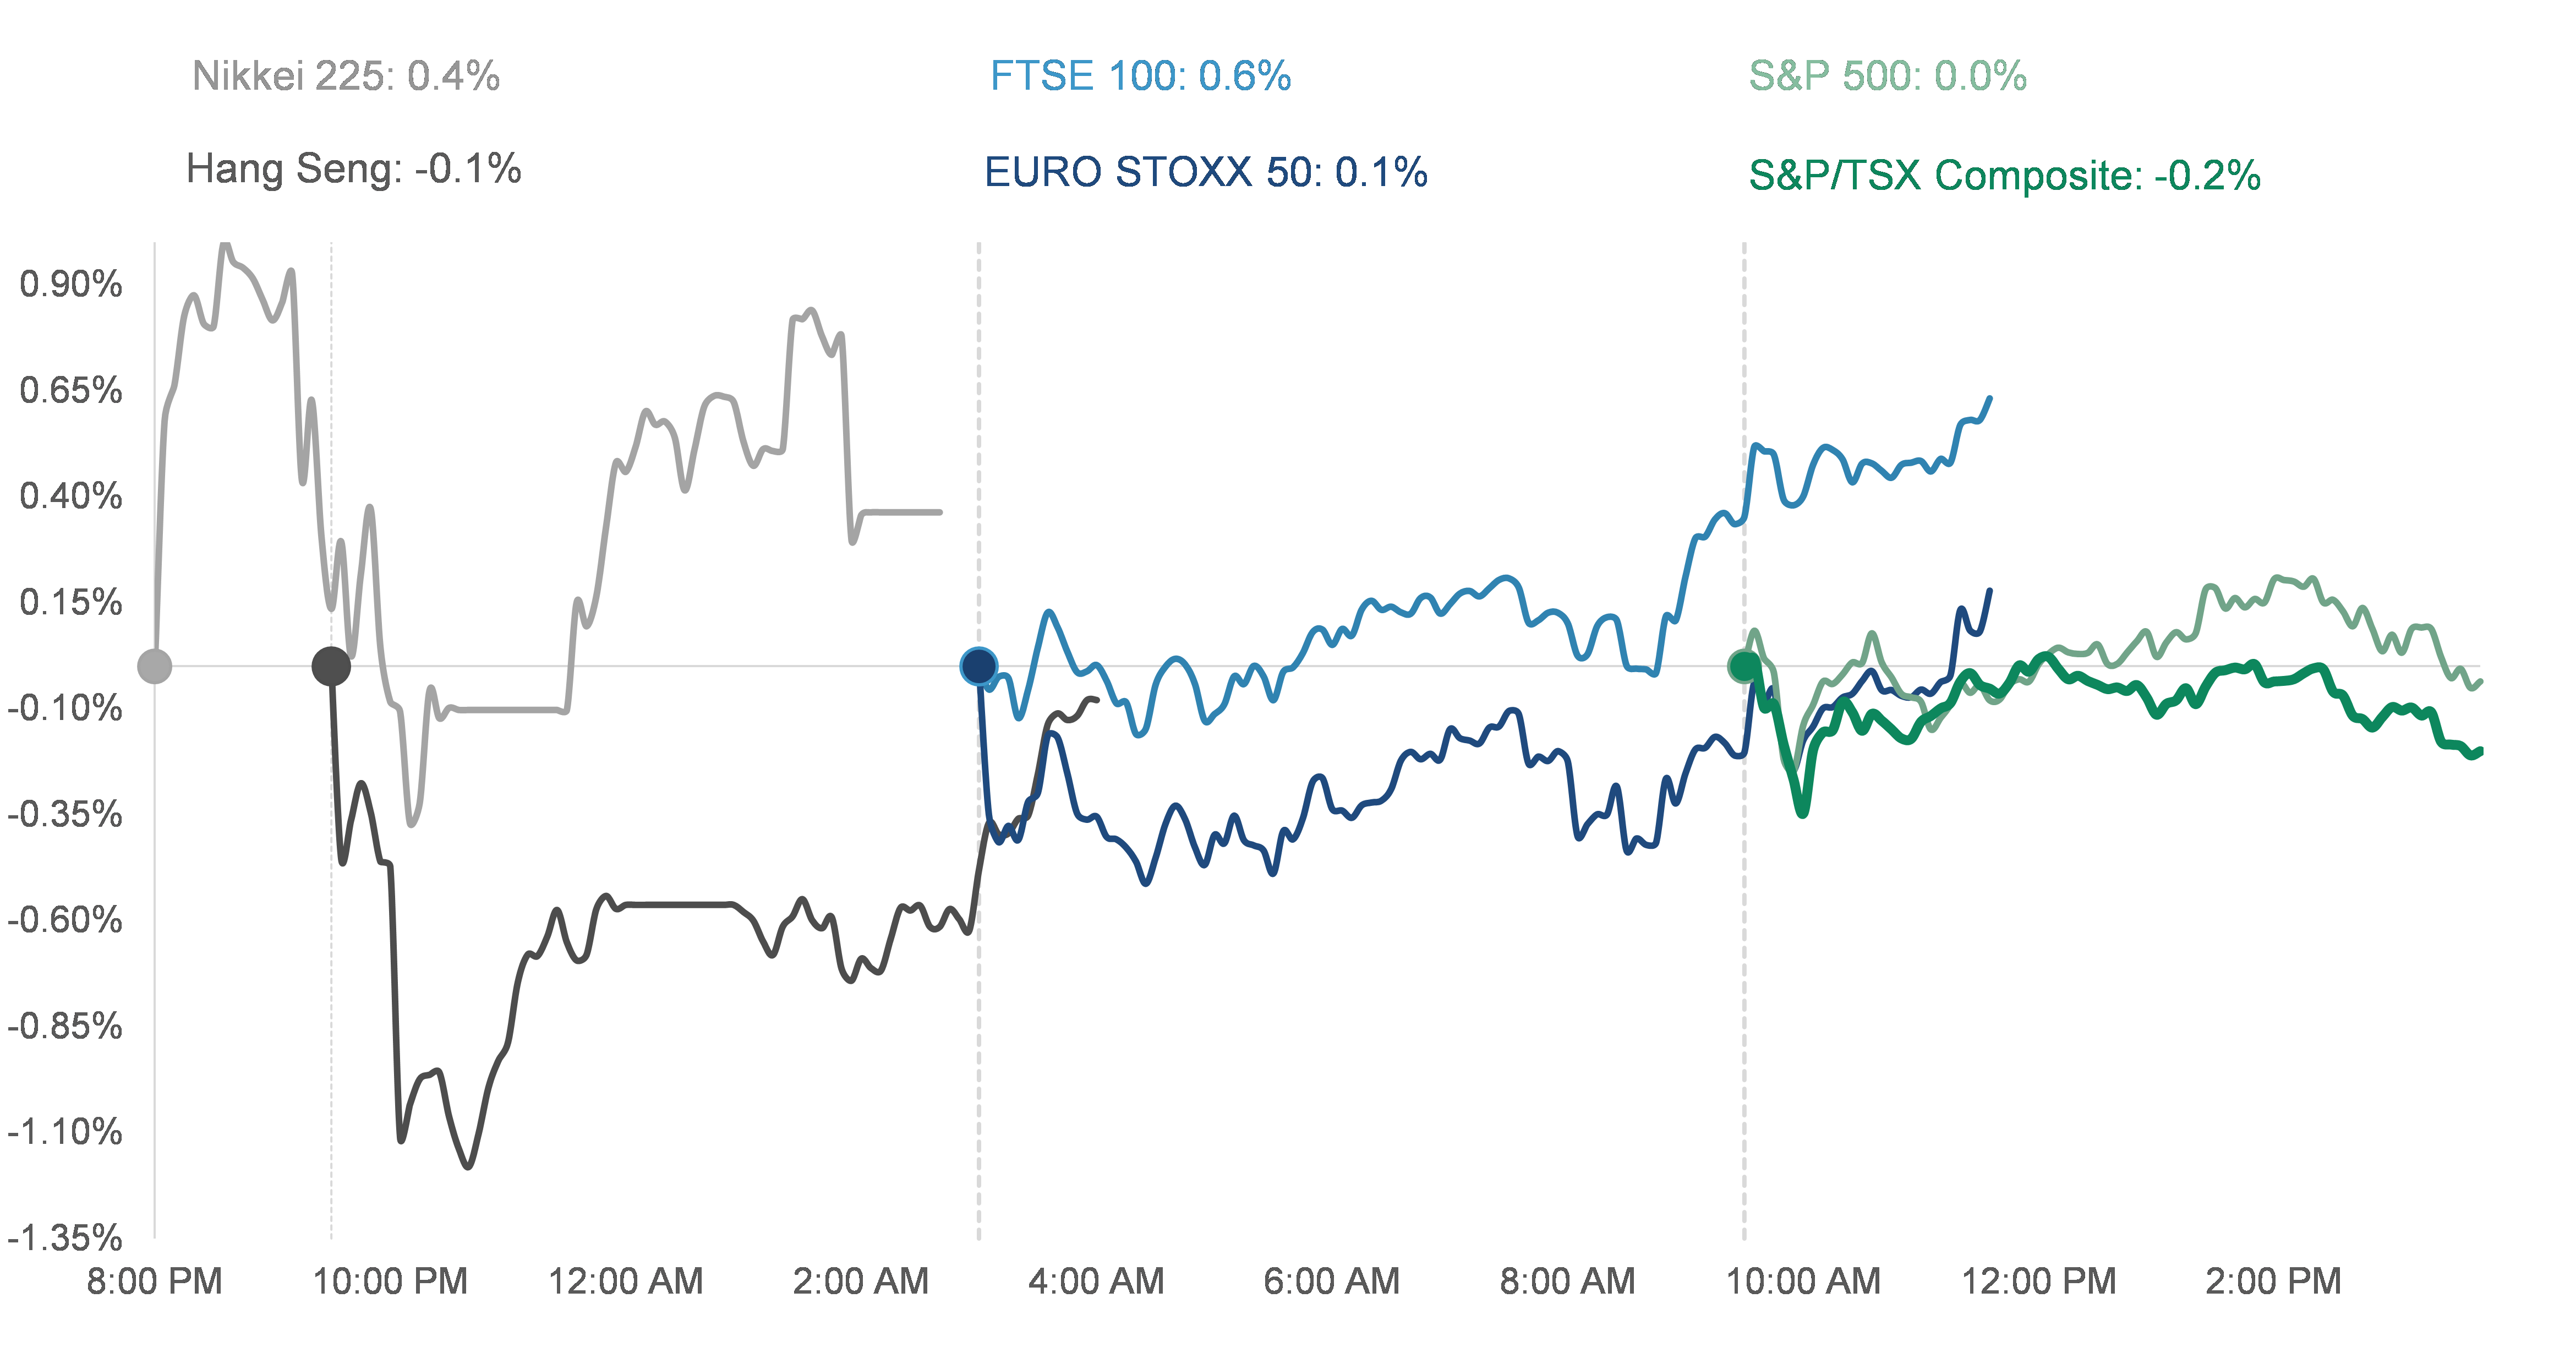 Nikkei 225: 0.4%
FTSE 100: 0.6%
S&P 500: 0.0%
Hang Seng: -0.1%
EURO STOXX 50: 0.1%
S&P/TSX Composite: -0.2%
0.90%
0.65%
0.40%
0.15%
-0.10%
-0.35%
-0.60%
-0.85%
-1.10%
-1.35%
8:00 PM 10:00 PM 12:00 AM 2:00 AM 4:00 AM 6:00 AM 8:00 AM 10:00 AM 12:00 PM 2:00 PM